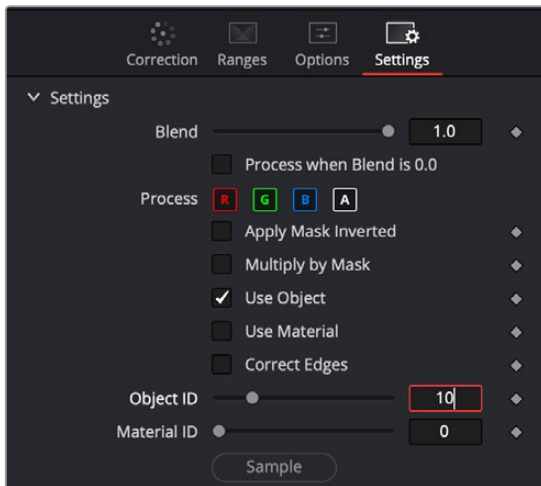 Correction Ranges Options Settings
Settings
Blend 1.0
Process when Blend is 0.0
Process R G B A
Apply Mask Inverted
Multiply by Mask
Use Object
Use Material
Correct Edges
Object ID 10
Material ID 0
Sample